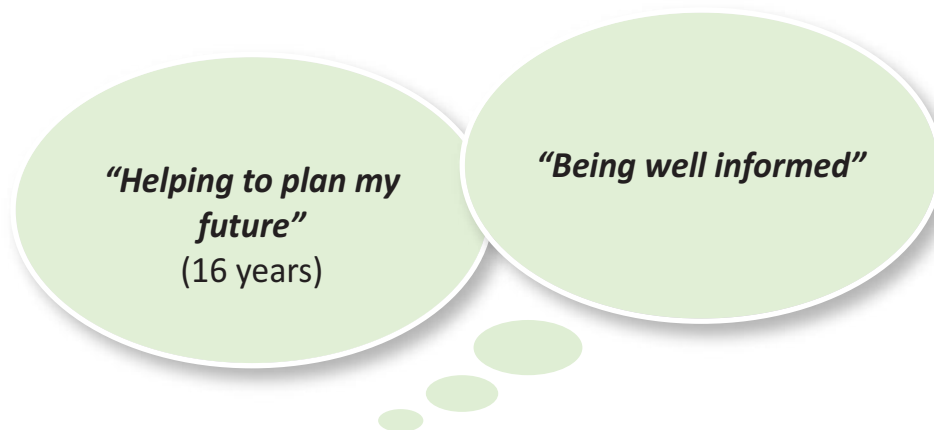 “Helping to plan my
future”
(16 years)
“Being well informed”